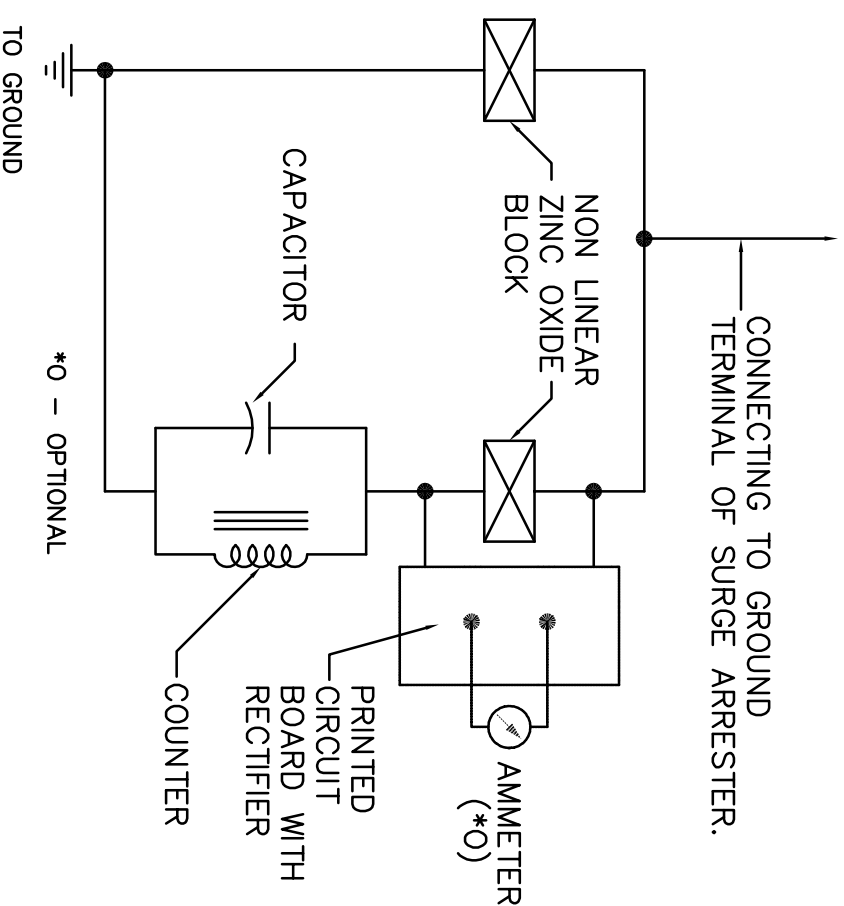 CONNECTING TO GROUND
TERMINAL OF SURGE ARRESTER.
NON LINEAR
ZINC OXIDE
BLOCK
AMMETER
(*O)
PRINTED
CIRCUIT
BOARD WITH
RECTIFIER
CAPACITOR
COUNTER
TO GROUND
*O – OPTIONAL